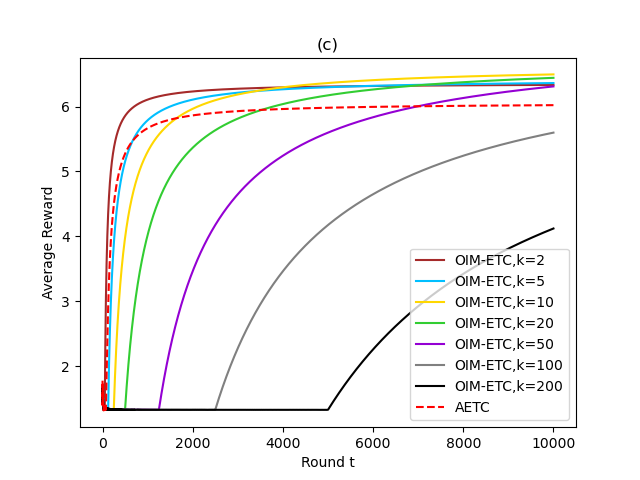 (c)
Average Reward
6
5
4
3
2
0
2000
4000
6000
8000
10000
Round t
OIM-ETC,k=2
OIM-ETC,k=5
OIM-ETC,k=10
OIM-ETC,k=20
OIM-ETC,k=50
OIM-ETC,k=100
OIM-ETC,k=200
AETC